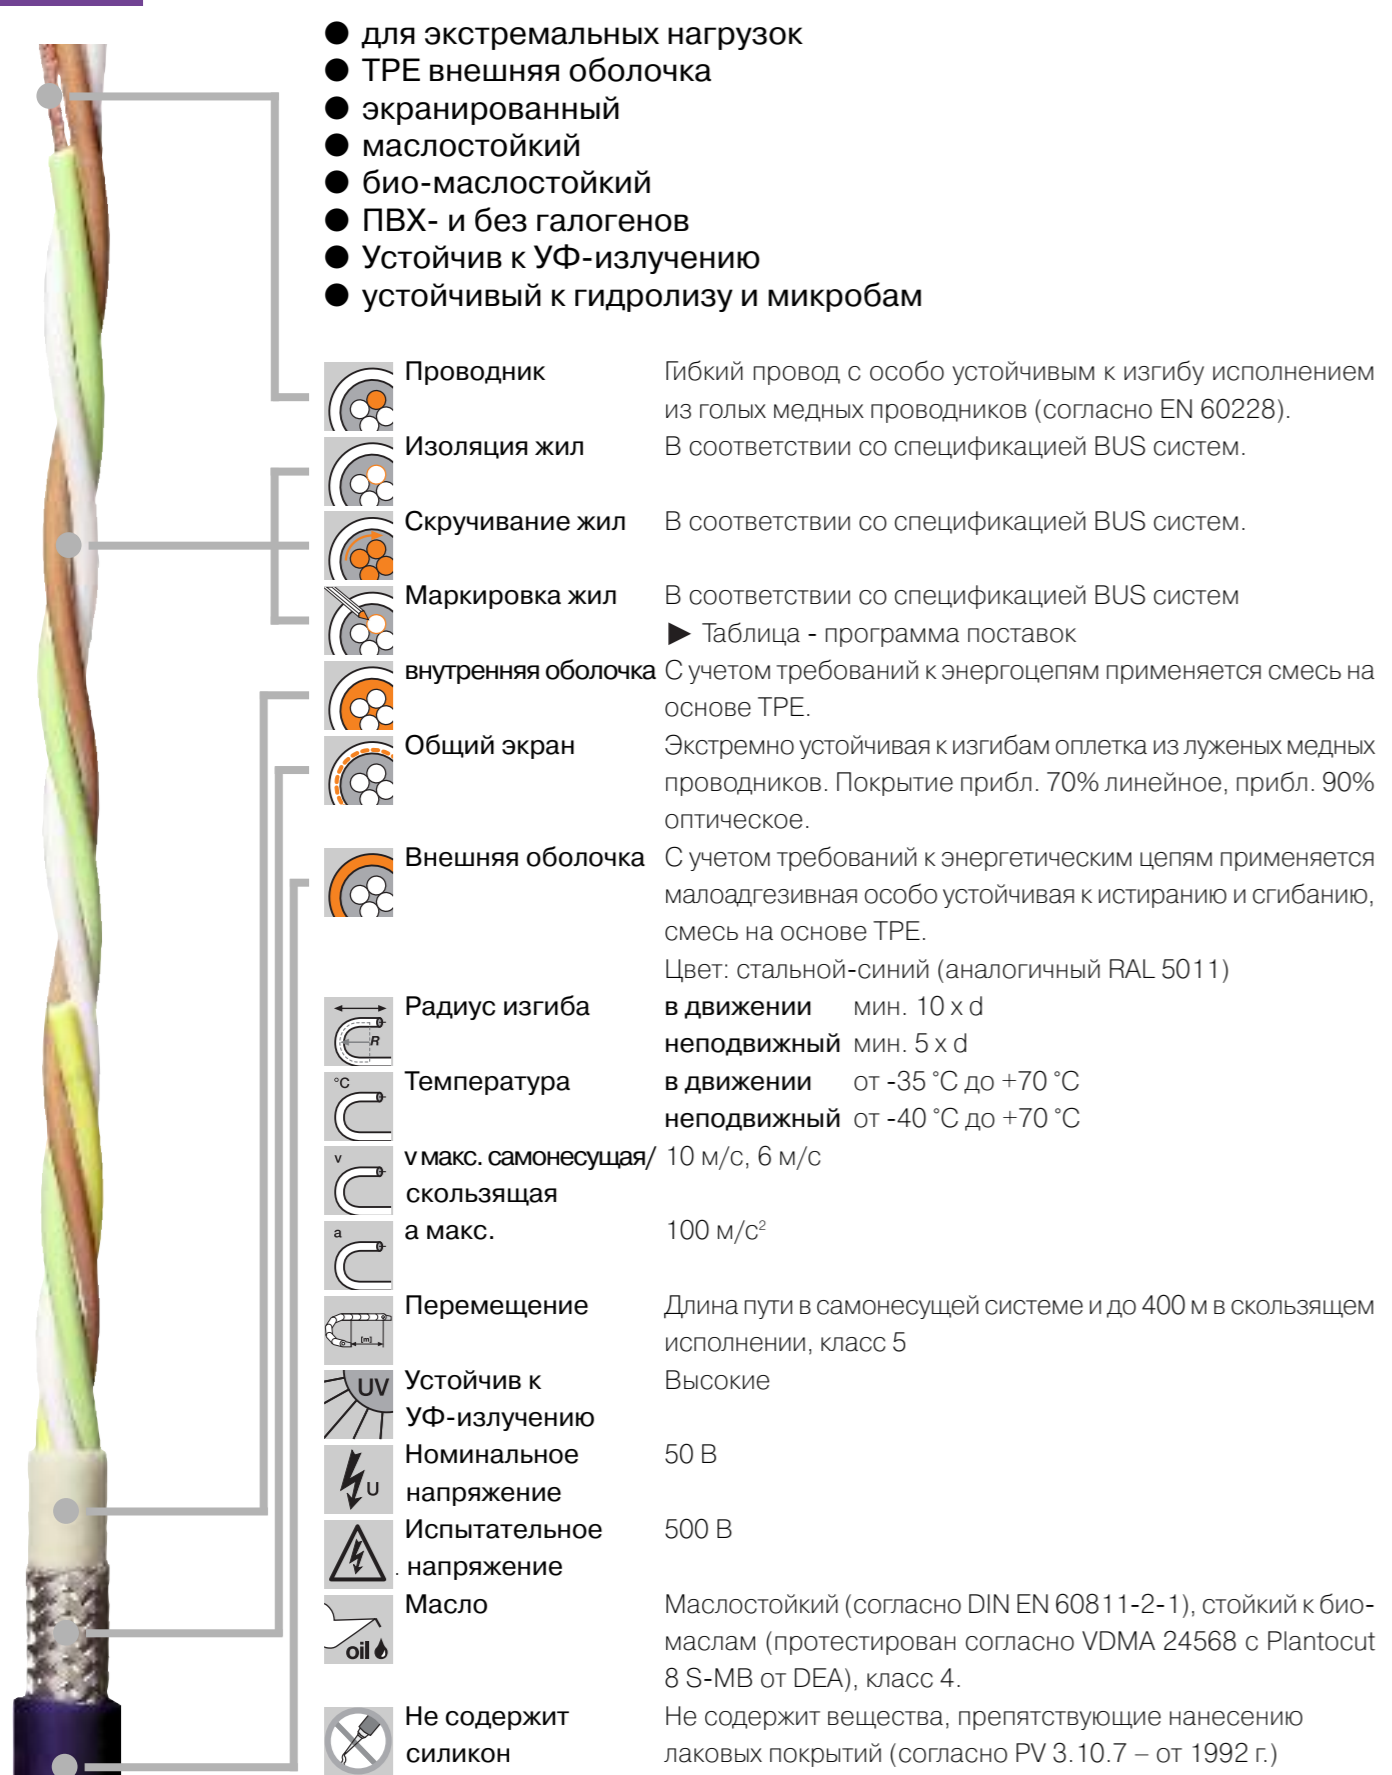 ● для экстремальных нагрузок
● TPE внешняя оболочка
● экранированный
● маслостойкий
● био-маслостойкий
● ПВХ- и без галогенов
● Устойчив к УФ-излучению
● устойчивый к гидролизу и микробам
Проводник Гибкий провод с особо устойчивым к изгибу исполнением
из голых медных проводников (согласно EN 60228).
Изоляция жил В соответствии со спецификацией BUS систем.
Скручивание жил В соответствии со спецификацией BUS систем.
Маркировка жил В соответствии со спецификацией BUS систем
▶ Таблица - программа поставок
внутренняя оболочка С учетом требований к энергоцепям применяется смесь на
основе TPE.
Общий экран Экстремно устойчивая к изгибам оплетка из луженых медных
проводников. Покрытие прибл. 70% линейное, прибл. 90%
оптическое.
Внешняя оболочка С учетом требований к энергетическим цепям применяется
малоадгезивная особо устойчивая к истиранию и сгибанию,
смесь на основе TPE.
Цвет: стальной-синий (аналогичный RAL 5011)
R
Радиус изгиба в движении мин. 10 x d
неподвижный мин. 5 x d
°C
Температура в движении от -35 °C до +70 °C
неподвижный от -40 °C до +70 °C
v
v макс. самонесущая/ 10 м/с, 6 м/с
скользящая
a
а макс. 100 м/с²
[m]
Перемещение Длина пути в самонесущей системе и до 400 м в скользящем
исполнении, класс 5
UV
Устойчив к Высокие
УФ-излучению
U
Номинальное 50 В
напряжение
Испытательное 500 В
. напряжение
oil
Масло Маслостойкий (согласно DIN EN 60811-2-1), стойкий к био-
маслам (протестирован согласно VDMA 24568 с Plantocut
8 S-MB от DEA), класс 4.
Не содержит Не содержит вещества, препятствующие нанесению
силикон лаковых покрытий (согласно PV 3.10.7 – от 1992 г.)